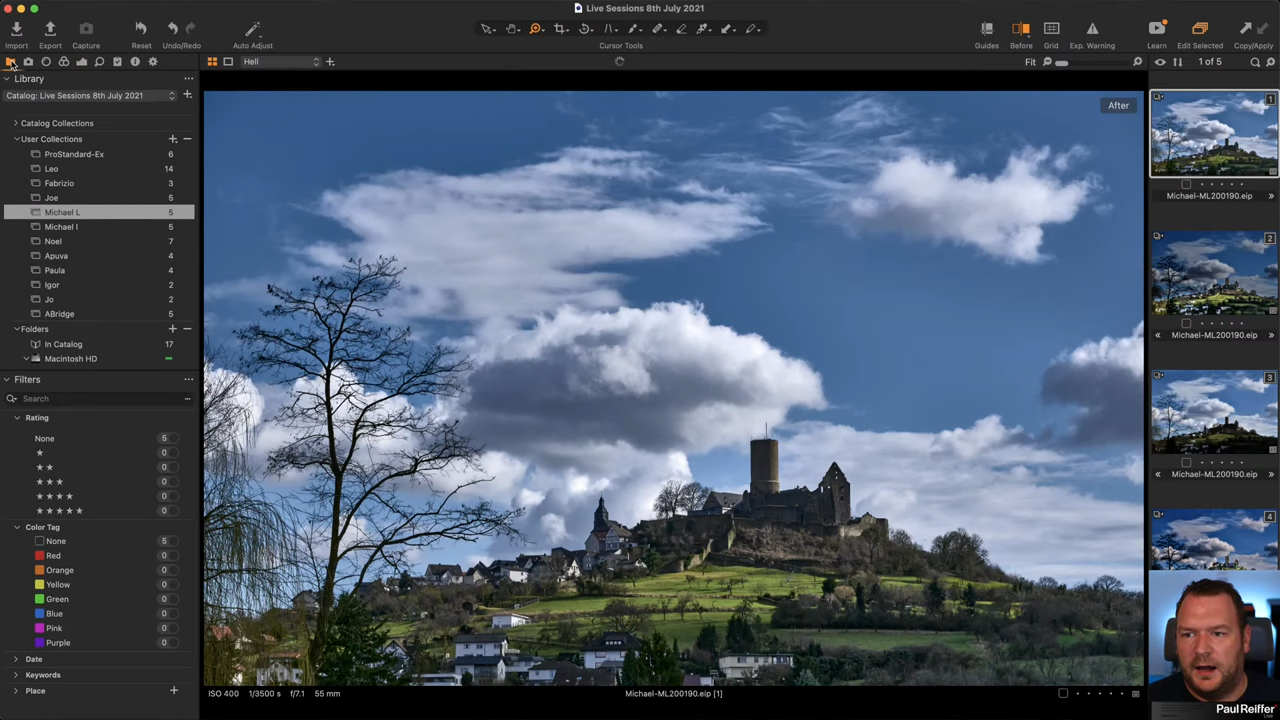 Live Sessions 8th July 2021
Import Export Capture Reset Undo/Redo Auto Adjust Cursor Tools Guides Before Grid Exp. Warning Learn Edit Selected Copy/Apply
Hell Fit 1 of 5
Library
Catalog: Live Sessions 8th July 2021
Catalog Collections
User Collections
ProStandard-Ex 6
Leo 14
Fabrizio 3
Joe 5
Michael L 5
Michael I 5
Noel 7
Apuva 4
Paula 4
Igor 2
Jo 2
ABridge 5
Folders
In Catalog 17
Macintosh HD
Filters
Search
Rating
None 5
0
0
0
0
0
Color Tag
None 5
Red 0
Orange 0
Yellow 0
Green 0
Blue 0
Pink 0
Purple 0
Date
Keywords
Place
After
ISO 400 1/3500 s f/7.1 55 mm
Michael-ML200190.eip [1]
1
Michael-ML200190.eip
2
Michael-ML200190.eip
3
Michael-ML200190.eip
4
PaulReiffer
Live